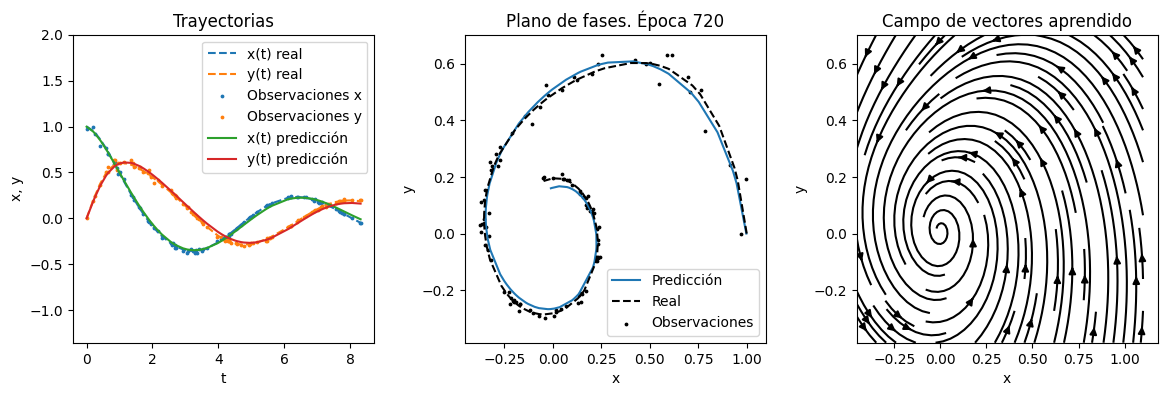 Trayectorias
2.0
1.5
1.0
0.5
0.0
−0.5
−1.0
x, y
0
2
4
6
8
t
x(t) real
y(t) real
Observaciones x
Observaciones y
x(t) predicción
y(t) predicción
Plano de fases. Época 720
0.6
0.4
0.2
0.0
−0.2
y
−0.25
0.00
0.25
0.50
0.75
1.00
x
Predicción
Real
Observaciones
Campo de vectores aprendido
0.6
0.4
0.2
0.0
−0.2
y
−0.25
0.00
0.25
0.50
0.75
1.00
x